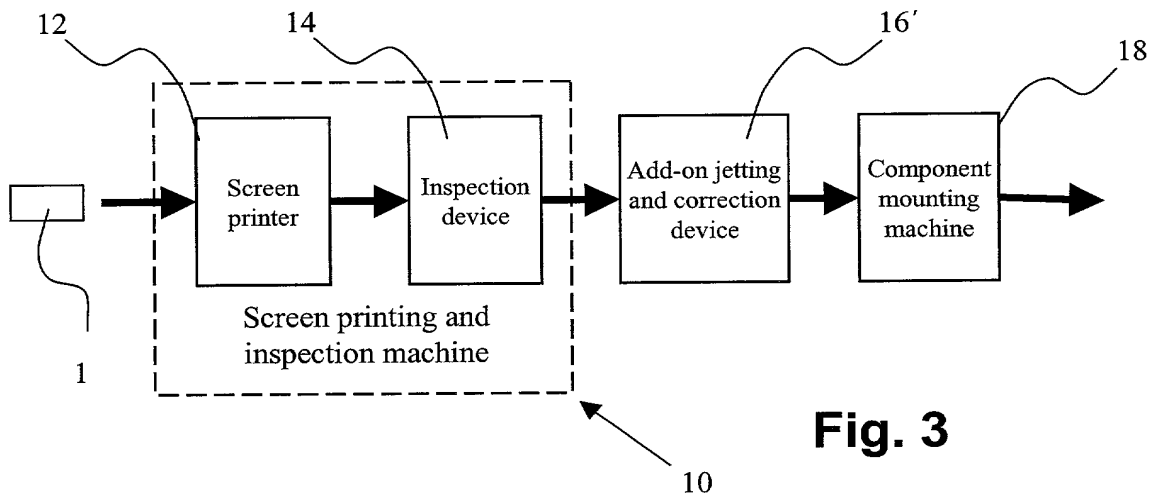 12
14
16′
18
Screen
printer
Inspection
device
Add-on jetting
and correction
device
Component
mounting
machine
Screen printing and
inspection machine
1
10
Fig. 3